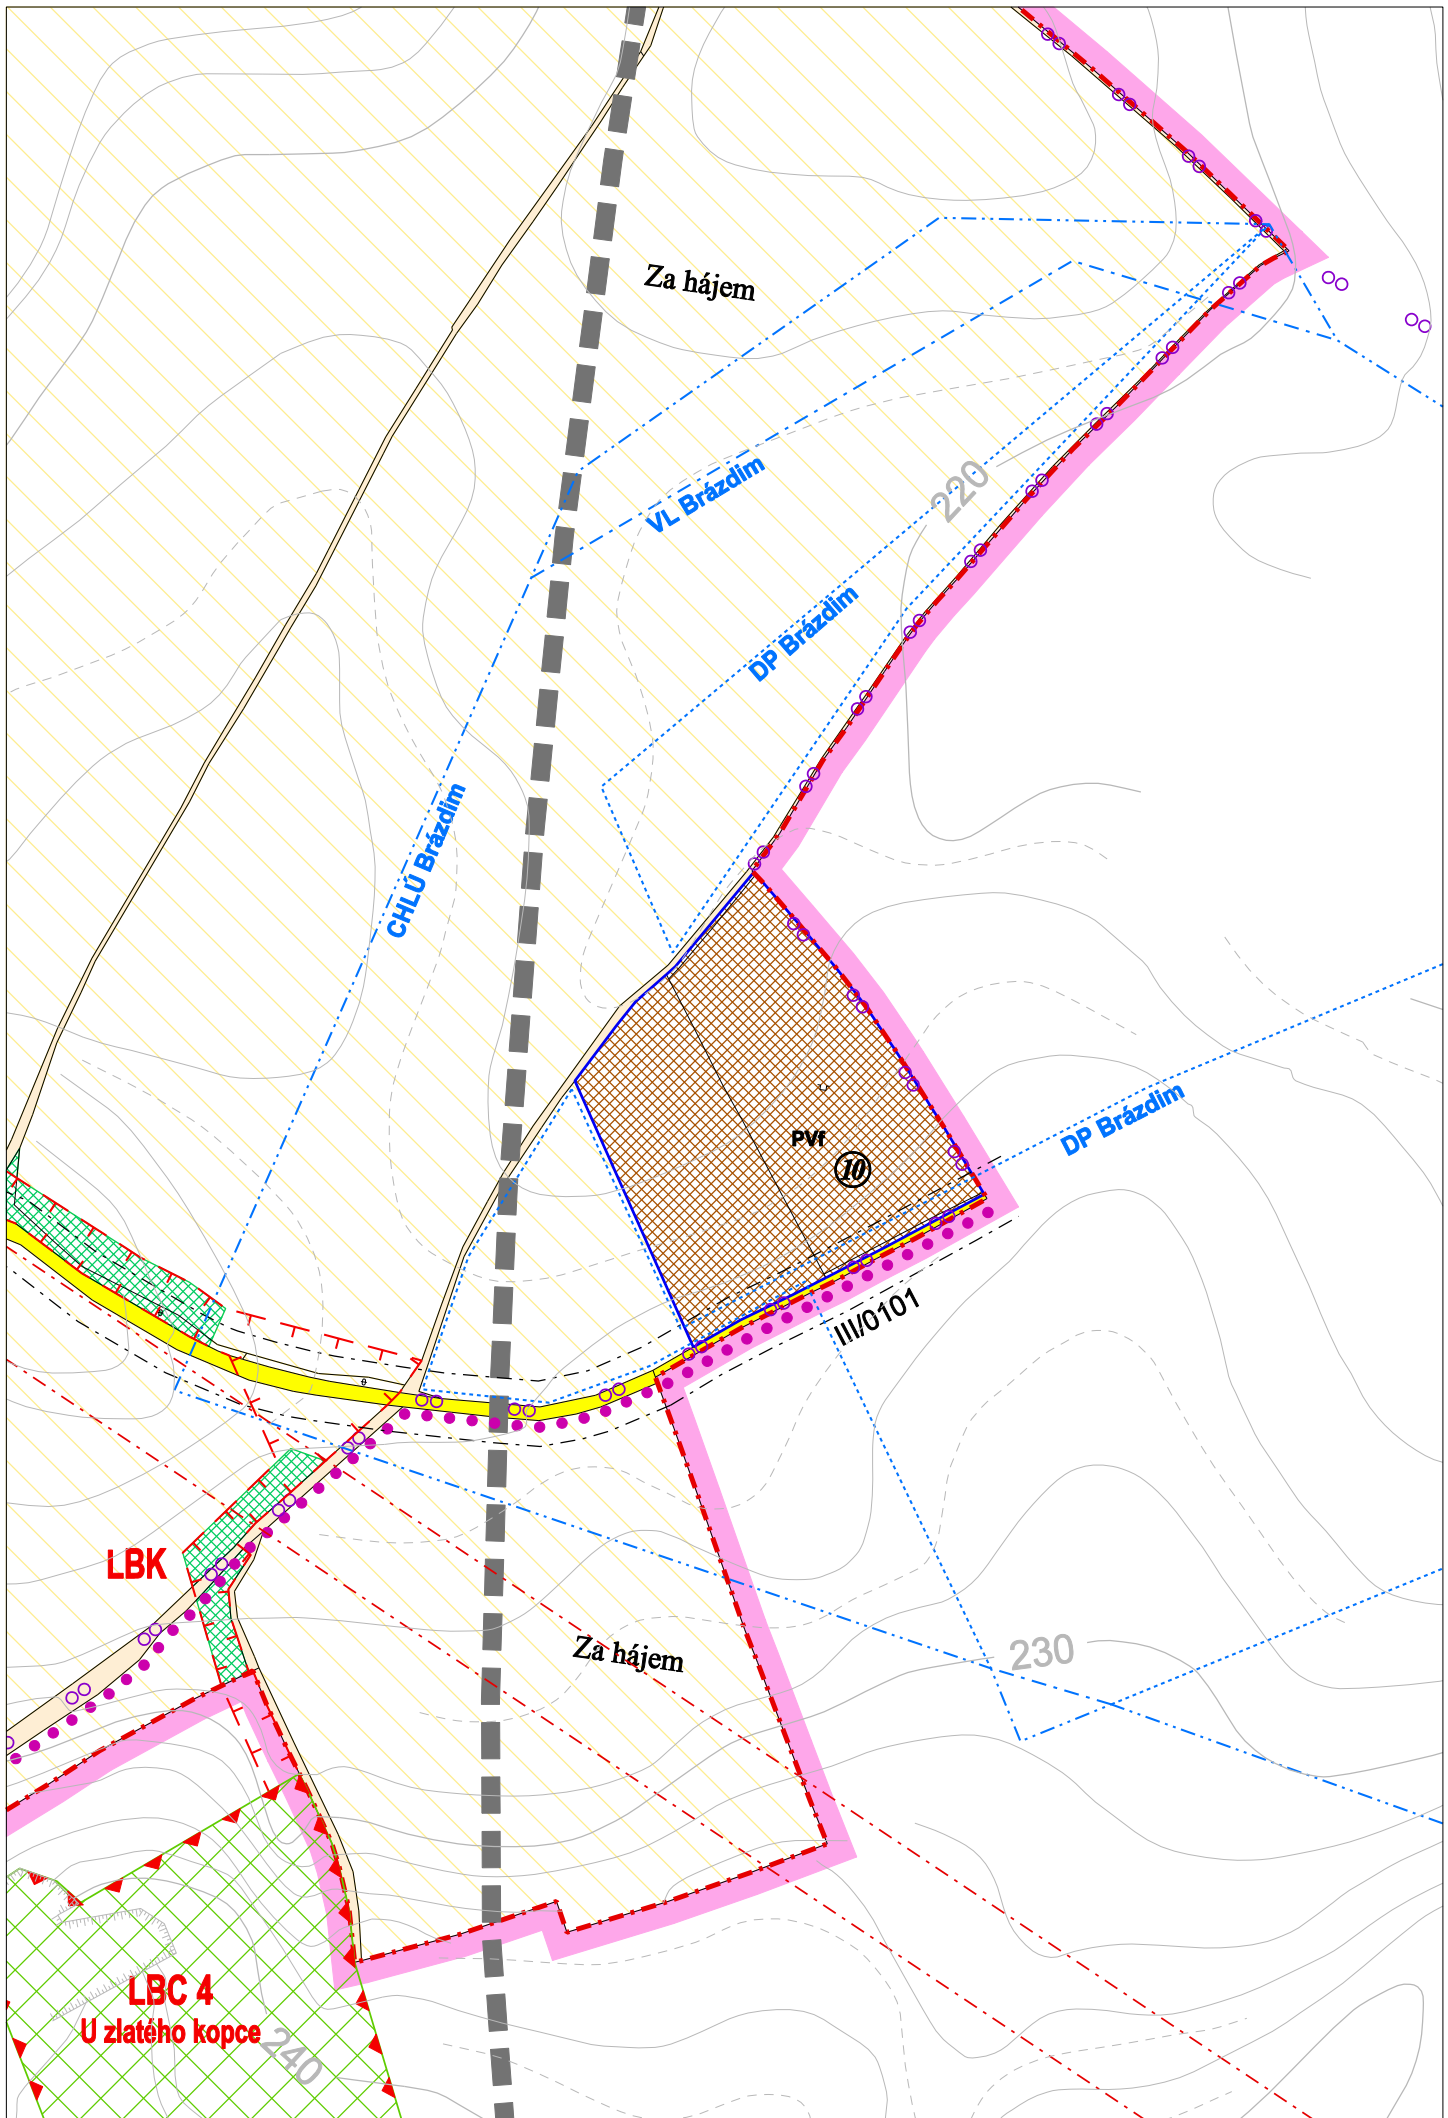 Za hájem
VL Brázdim
220
DP Brázdim
CHLÚ Brázdim
DP Brázdim
PVf
10
III/0101
LBK
Za hájem
230
LBC 4
U zlatého kopce
240